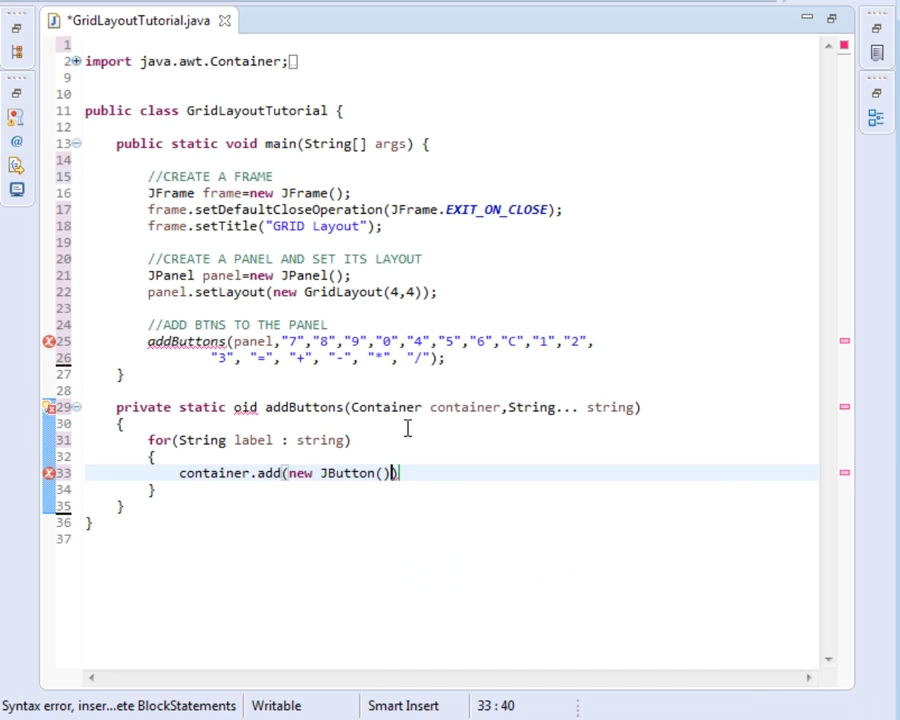 *GridLayoutTutorial.java
1
2 import java.awt.Container;
9
10
11 public class GridLayoutTutorial {
12
13 public static void main(String[] args) {
14
15 //CREATE A FRAME
16 JFrame frame=new JFrame();
17 frame.setDefaultCloseOperation(JFrame.EXIT_ON_CLOSE);
18 frame.setTitle("GRID Layout");
19
20 //CREATE A PANEL AND SET ITS LAYOUT
21 JPanel panel=new JPanel();
22 panel.setLayout(new GridLayout(4,4));
23
24 //ADD BTNS TO THE PANEL
25 addButtons(panel,"7","8","9","0","4","5","6","C","1","2",
26 "3", "=", "+", "-", "*", "/");
27 }
28
29 private static oid addButtons(Container container,String... string)
30 {
31 for(String label : string)
32 {
33 container.add(new JButton())
34 }
35 }
36 }
37
Syntax error, inser...ete BlockStatements Writable Smart Insert 33 : 40